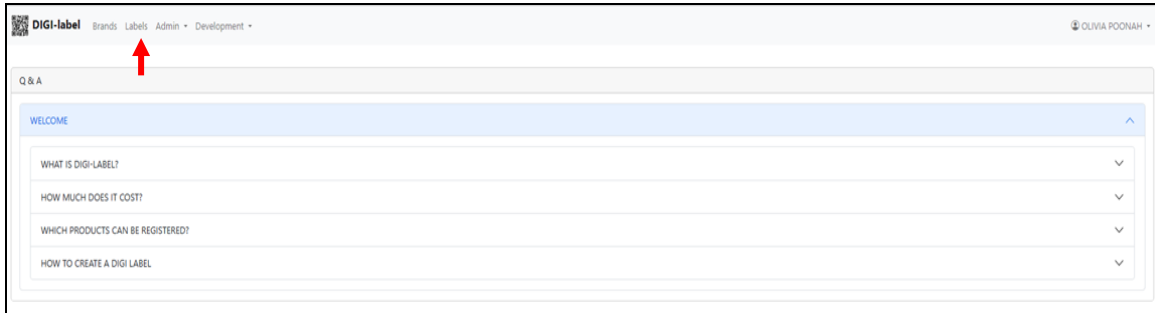 DIGI-label Brands Labels Admin Development OLIVIA POONAH
Q & A
WELCOME
WHAT IS DIGI-LABEL?
HOW MUCH DOES IT COST?
WHICH PRODUCTS CAN BE REGISTERED?
HOW TO CREATE A DIGI LABEL